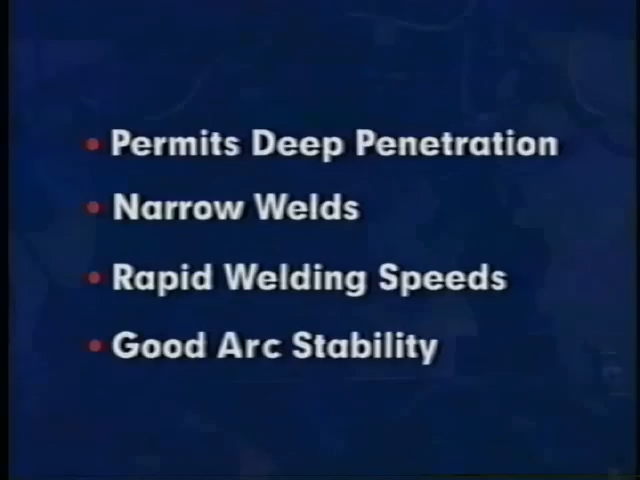 • Permits Deep Penetration
• Narrow Welds
• Rapid Welding Speeds
• Good Arc Stability